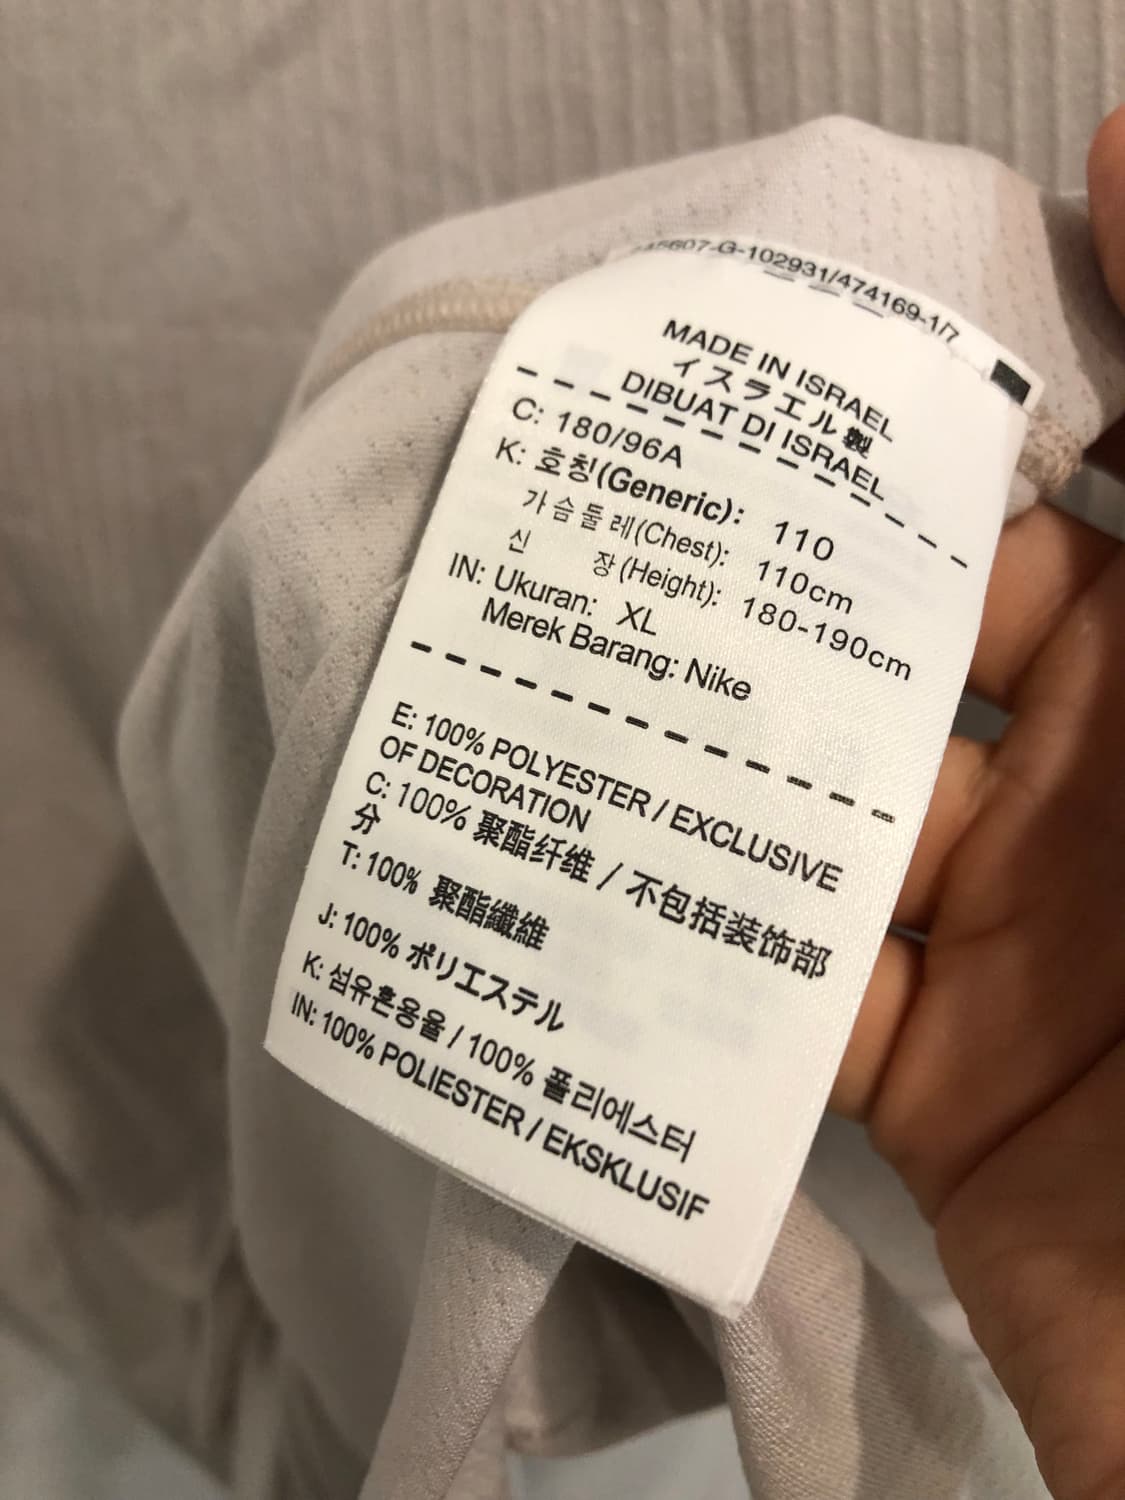 5607-G-102931/474169-1/7
MADE IN ISRAEL
イスラエル製
DIBUAT DI ISRAEL
C: 180/96A
K: 호칭(Generic): 110
가슴둘레(Chest): 110cm
신 장(Height): 180-190cm
IN: Ukuran: XL
Merek Barang: Nike
E: 100% POLYESTER / EXCLUSIVE
OF DECORATION
C: 100% 聚酯纤维 / 不包括装饰部
分
T: 100% 聚酯纖維
J: 100% ポリエステル
K: 섬유혼용율 / 100% 폴리에스터
IN: 100% POLIESTER / EKSKLUSIF